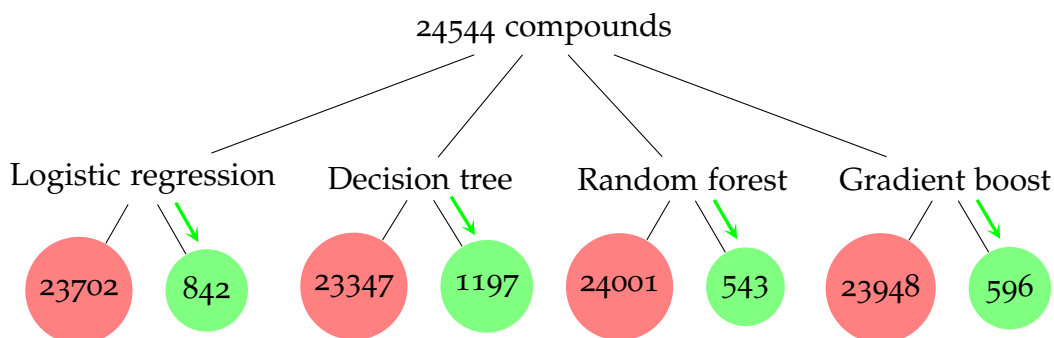 24544 compounds
Logistic regression Decision tree Random forest Gradient boost
23702 842 23347 1197 24001 543 23948 596